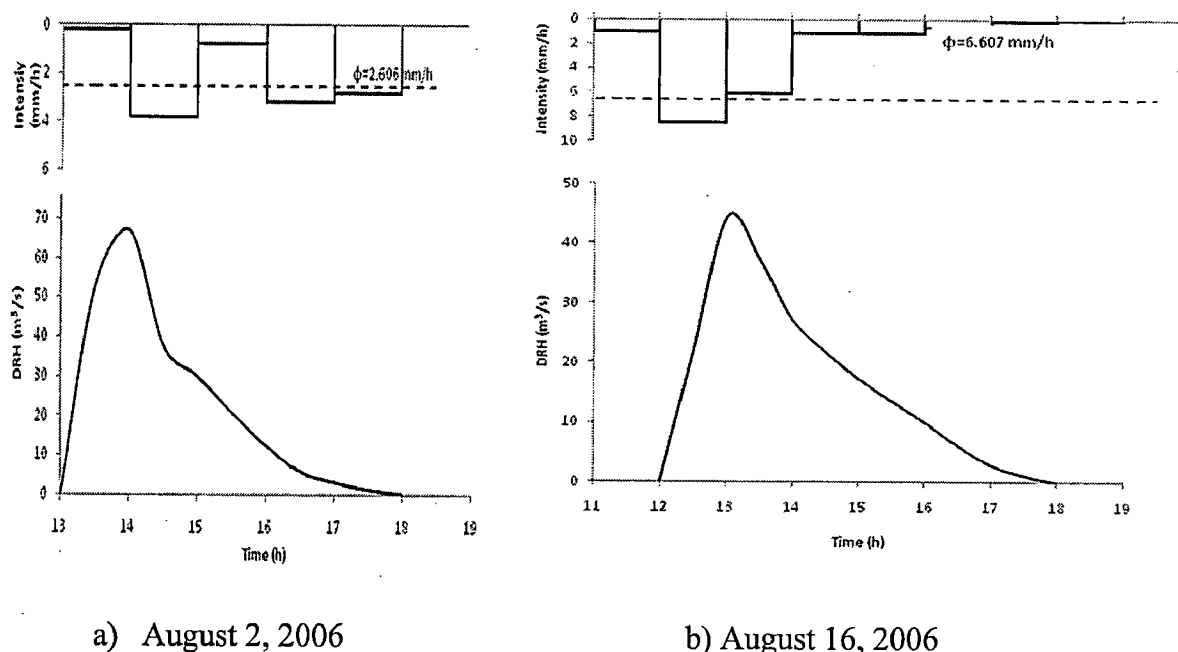 0
2
4
6
Intensiy
(mm/h)
ϕ=2.606 mm/h
70
60
50
40
30
20
10
0
DRH (m³/s)
13 14 15 16 17 18 19
Time (h)
a) August 2, 2006
0
2
4
6
8
10
Intensity (mm/h)
ϕ=6.607 mm/h
50
40
30
20
10
0
DRH (m³/s)
11 12 13 14 15 16 17 18 19
Time (h)
b) August 16, 2006